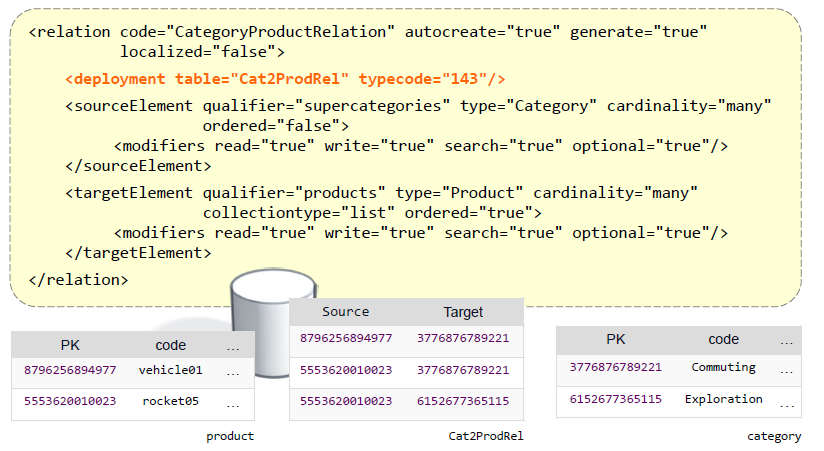 <relation code="CategoryProductRelation" autocreate="true" generate="true"
localized="false">
<deployment table="Cat2ProdRel" typecode="143"/>
<sourceElement qualifier="supercategories" type="Category" cardinality="many"
ordered="false">
<modifiers read="true" write="true" search="true" optional="true"/>
</sourceElement>
<targetElement qualifier="products" type="Product" cardinality="many"
collectiontype="list" ordered="true">
<modifiers read="true" write="true" search="true" optional="true"/>
</targetElement>
</relation>
PK code ...
8796256894977 vehicle01 ...
5553620010023 rocket05 ...
product
Source Target
8796256894977 3776876789221
5553620010023 3776876789221
5553620010023 6152677365115
Cat2ProdRel
PK code ...
3776876789221 Commuting ...
6152677365115 Exploration ...
category